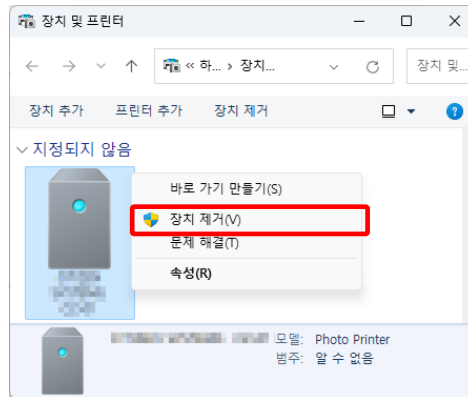 장치 및 프린터
« 하... › 장치...
장치 및...
장치 추가 프린터 추가 장치 제거
지정되지 않음
바로 가기 만들기(S)
장치 제거(V)
문제 해결(T)
속성(R)
모델: Photo Printer
범주: 알 수 없음